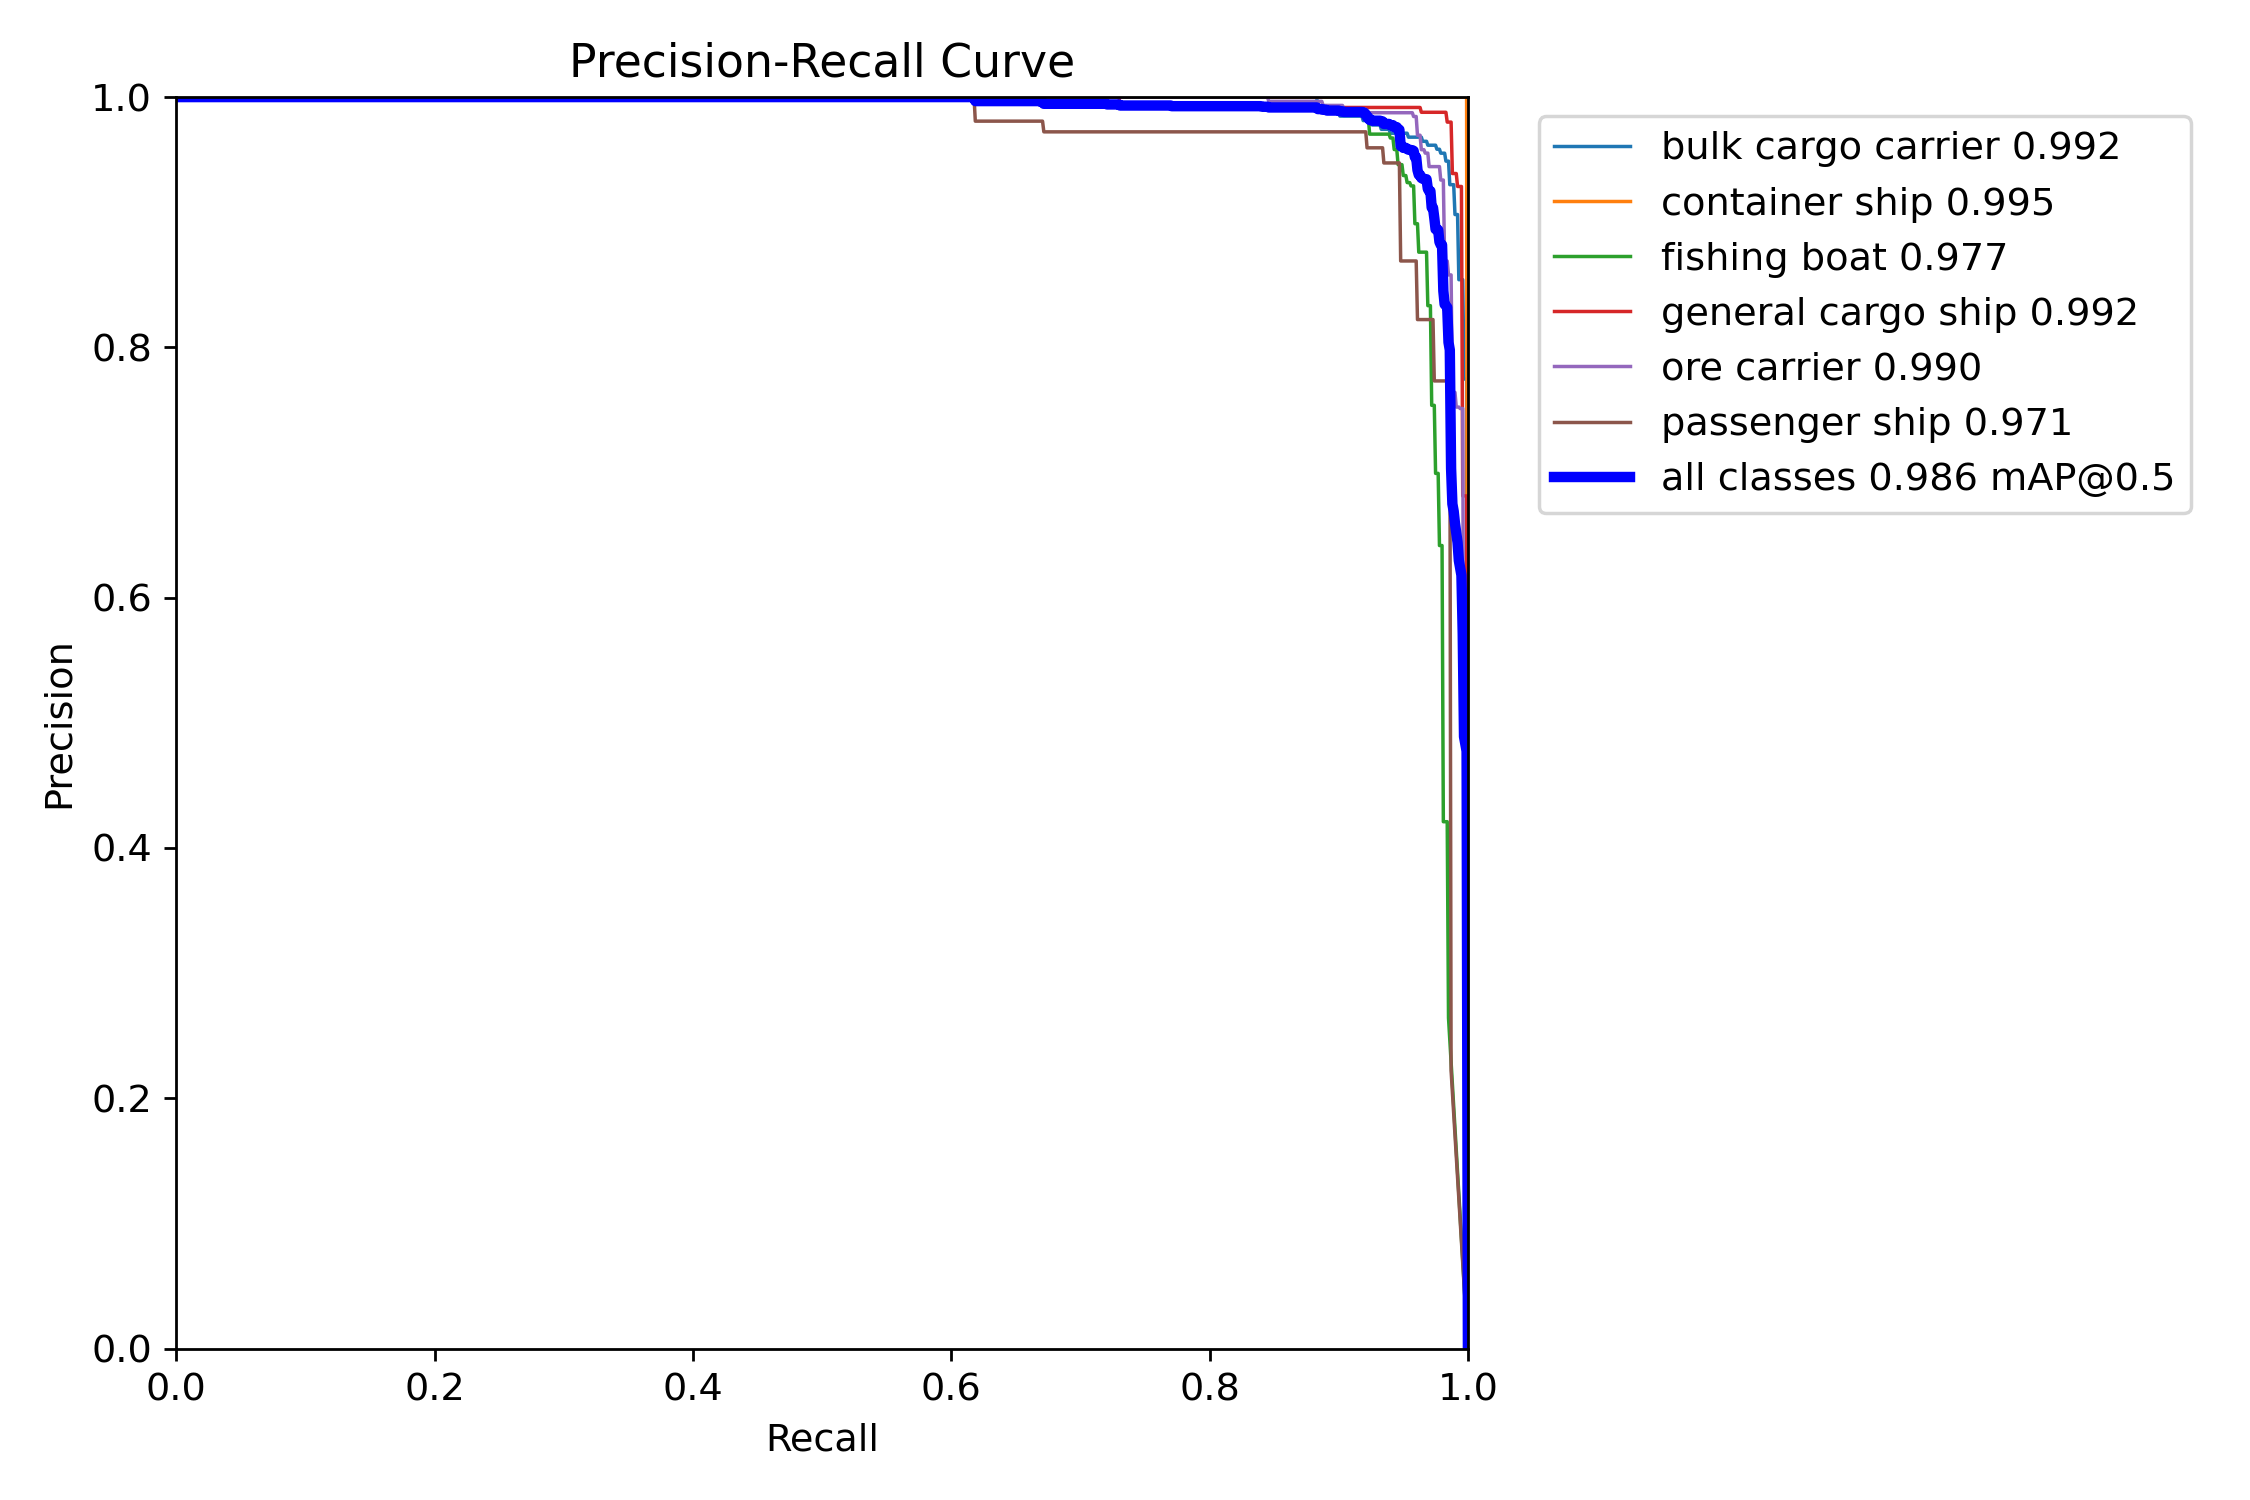 Precision-Recall Curve
1.0
0.8
0.6
0.4
0.2
0.0
Precision
0.0 0.2 0.4 0.6 0.8 1.0
Recall
bulk cargo carrier 0.992
container ship 0.995
fishing boat 0.977
general cargo ship 0.992
ore carrier 0.990
passenger ship 0.971
all classes 0.986 mAP@0.5